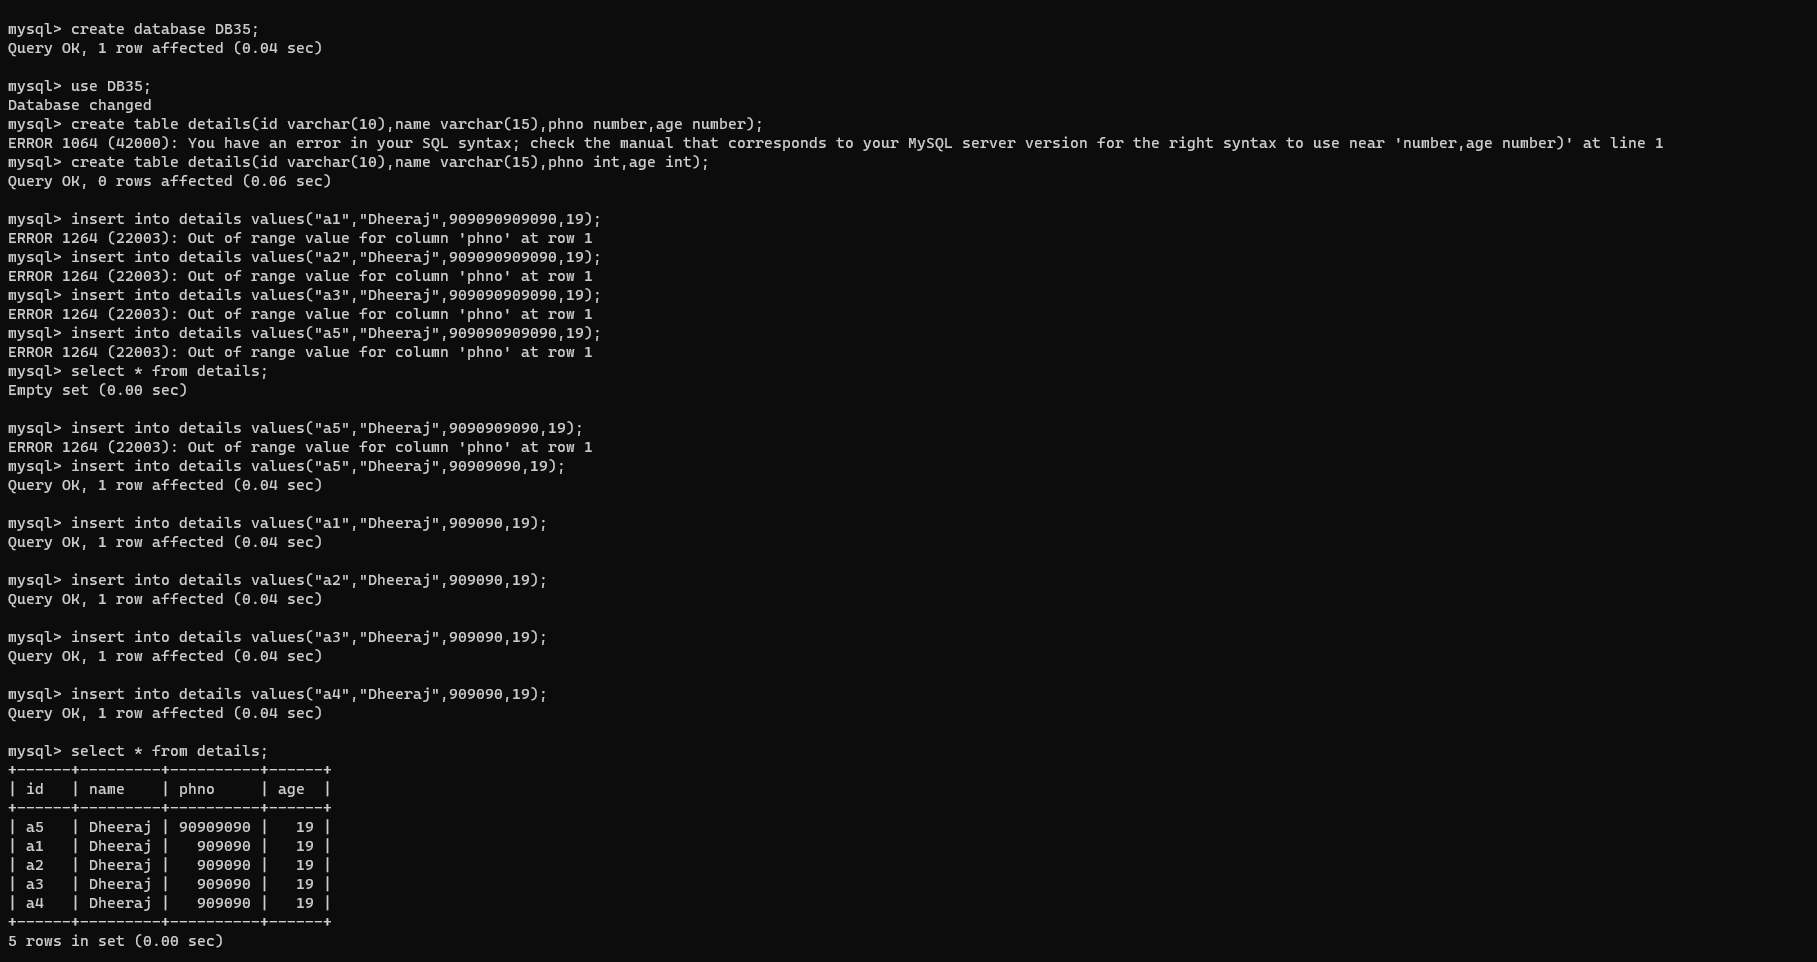 mysql> create database DB35;
Query OK, 1 row affected (0.04 sec)
mysql> use DB35;
Database changed
mysql> create table details(id varchar(10),name varchar(15),phno number,age number);
ERROR 1064 (42000): You have an error in your SQL syntax; check the manual that corresponds to your MySQL server version for the right syntax to use near 'number,age number)' at line 1
mysql> create table details(id varchar(10),name varchar(15),phno int,age int);
Query OK, 0 rows affected (0.06 sec)
mysql> insert into details values("a1","Dheeraj",909090909090,19);
ERROR 1264 (22003): Out of range value for column 'phno' at row 1
mysql> insert into details values("a2","Dheeraj",909090909090,19);
ERROR 1264 (22003): Out of range value for column 'phno' at row 1
mysql> insert into details values("a3","Dheeraj",909090909090,19);
ERROR 1264 (22003): Out of range value for column 'phno' at row 1
mysql> insert into details values("a5","Dheeraj",909090909090,19);
ERROR 1264 (22003): Out of range value for column 'phno' at row 1
mysql> select * from details;
Empty set (0.00 sec)
mysql> insert into details values("a5","Dheeraj",9090909090,19);
ERROR 1264 (22003): Out of range value for column 'phno' at row 1
mysql> insert into details values("a5","Dheeraj",90909090,19);
Query OK, 1 row affected (0.04 sec)
mysql> insert into details values("a1","Dheeraj",909090,19);
Query OK, 1 row affected (0.04 sec)
mysql> insert into details values("a2","Dheeraj",909090,19);
Query OK, 1 row affected (0.04 sec)
mysql> insert into details values("a3","Dheeraj",909090,19);
Query OK, 1 row affected (0.04 sec)
mysql> insert into details values("a4","Dheeraj",909090,19);
Query OK, 1 row affected (0.04 sec)
mysql> select * from details;
+------+---------+----------+------+
| id   | name    | phno     | age  |
+------+---------+----------+------+
| a5   | Dheeraj | 90909090 |   19 |
| a1   | Dheeraj |   909090 |   19 |
| a2   | Dheeraj |   909090 |   19 |
| a3   | Dheeraj |   909090 |   19 |
| a4   | Dheeraj |   909090 |   19 |
+------+---------+----------+------+
5 rows in set (0.00 sec)